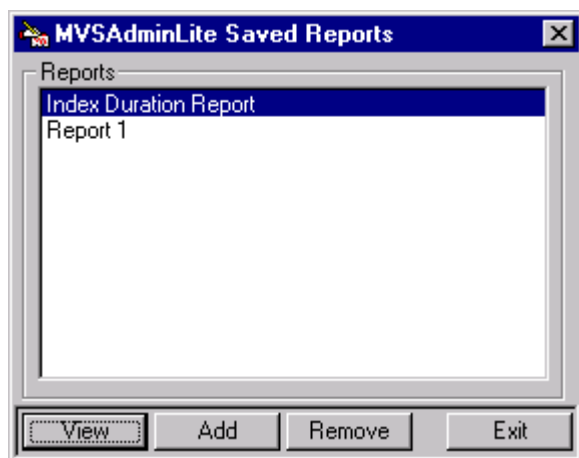 MVSAdminLite Saved Reports
Reports
Index Duration Report
Report 1
View Add Remove Exit